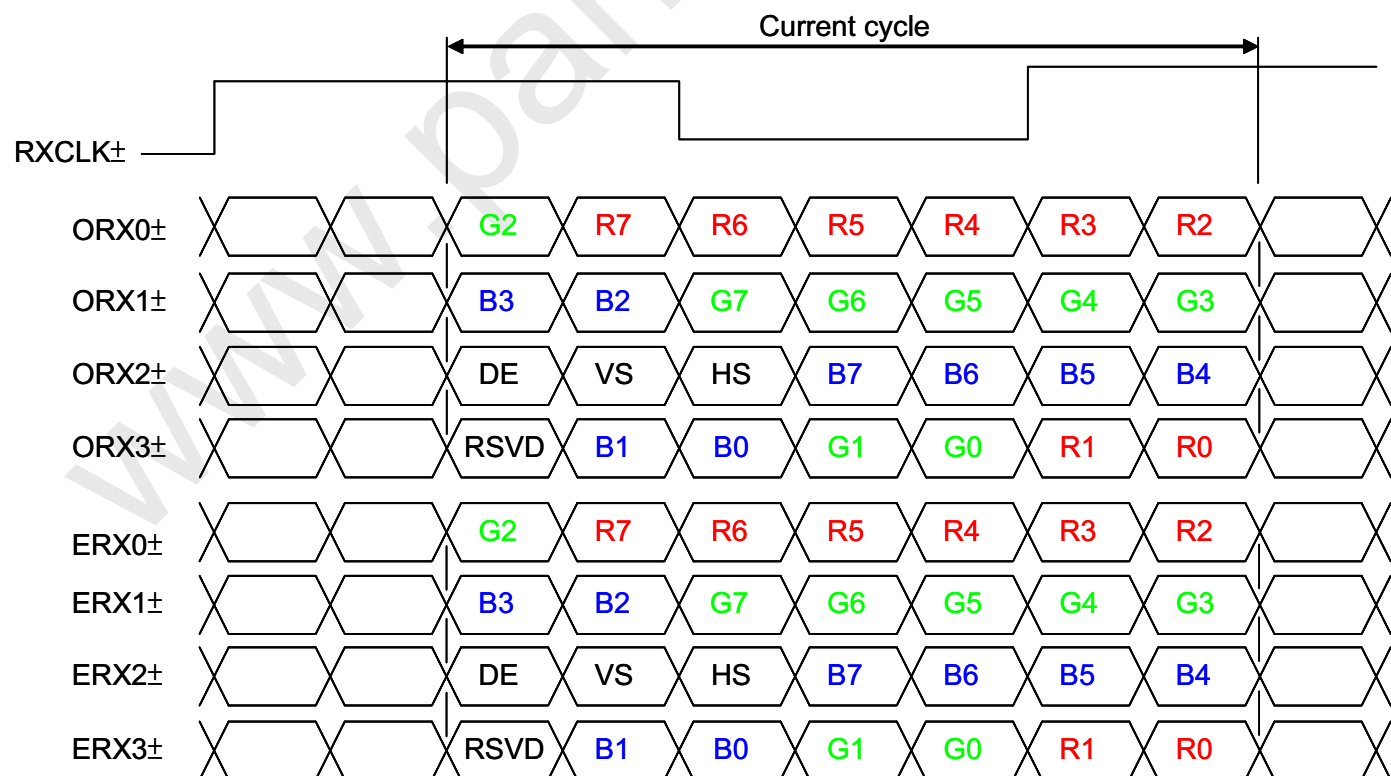 Current cycle
RXCLK±
ORX0± G2 R7 R6 R5 R4 R3 R2
ORX1± B3 B2 G7 G6 G5 G4 G3
ORX2± DE VS HS B7 B6 B5 B4
ORX3± RSVD B1 B0 G1 G0 R1 R0
ERX0± G2 R7 R6 R5 R4 R3 R2
ERX1± B3 B2 G7 G6 G5 G4 G3
ERX2± DE VS HS B7 B6 B5 B4
ERX3± RSVD B1 B0 G1 G0 R1 R0
www.pan